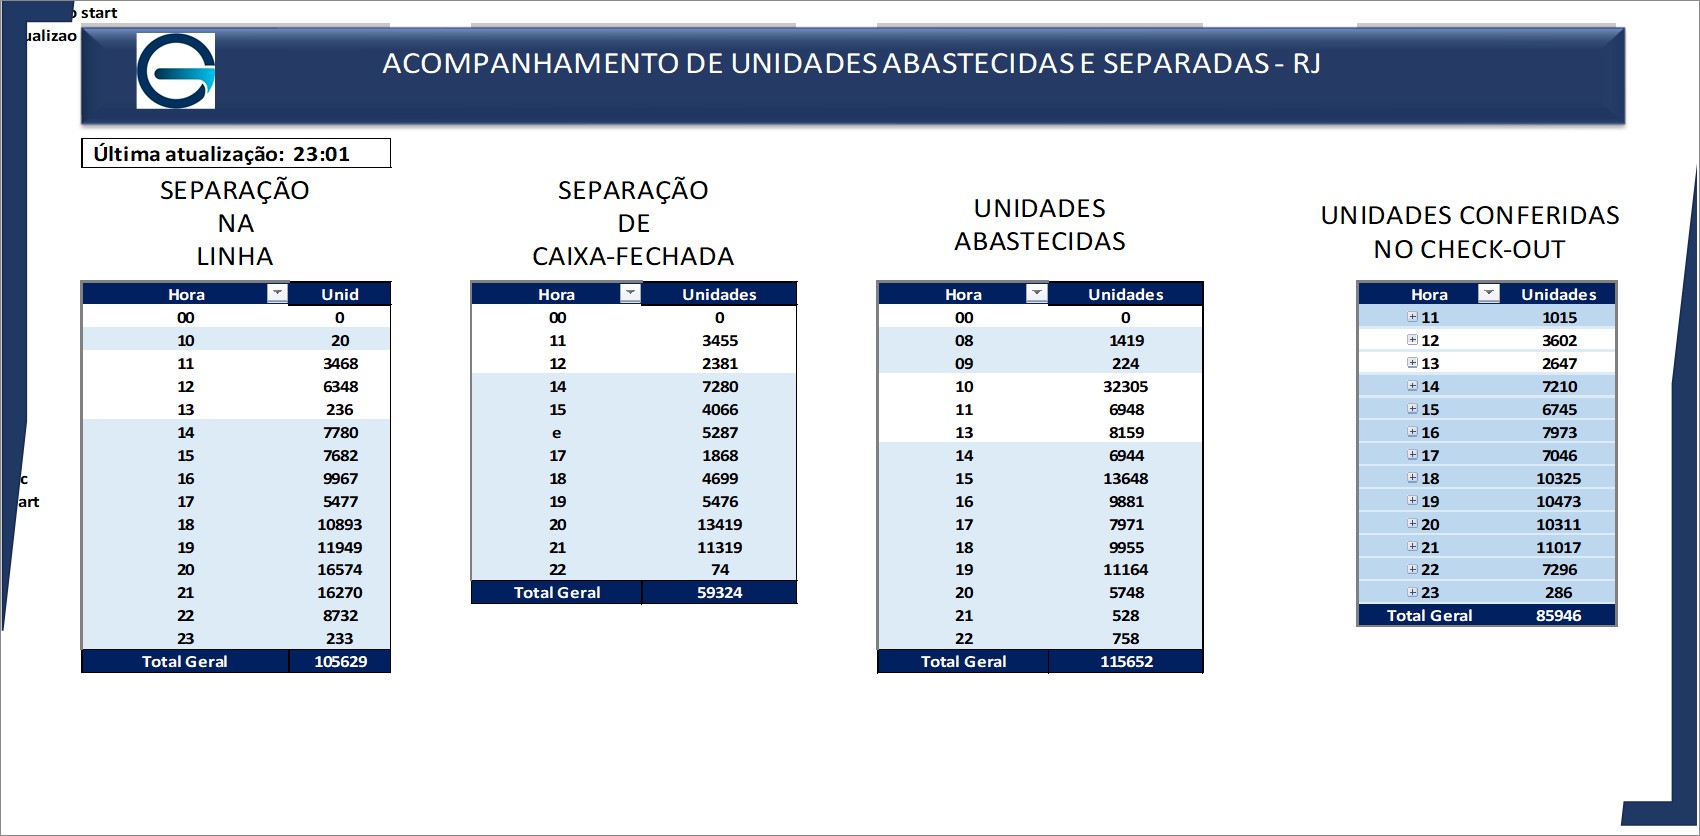 start
ualizao
ACOMPANHAMENTO DE UNIDADES ABASTECIDAS E SEPARADAS - RJ
Última atualização: 23:01
SEPARAÇÃO
NA
LINHA
Hora Unid
00 0
10 20
11 3468
12 6348
13 236
14 7780
15 7682
16 9967
17 5477
18 10893
19 11949
20 16574
21 16270
22 8732
23 233
Total Geral 105629
SEPARAÇÃO
DE
CAIXA-FECHADA
Hora Unidades
00 0
11 3455
12 2381
14 7280
15 4066
e 5287
17 1868
18 4699
19 5476
20 13419
21 11319
22 74
Total Geral 59324
UNIDADES
ABASTECIDAS
Hora Unidades
00 0
08 1419
09 224
10 32305
11 6948
13 8159
14 6944
15 13648
16 9881
17 7971
18 9955
19 11164
20 5748
21 528
22 758
Total Geral 115652
UNIDADES CONFERIDAS
NO CHECK-OUT
Hora Unidades
11 1015
12 3602
13 2647
14 7210
15 6745
16 7973
17 7046
18 10325
19 10473
20 10311
21 11017
22 7296
23 286
Total Geral 85946
c
art